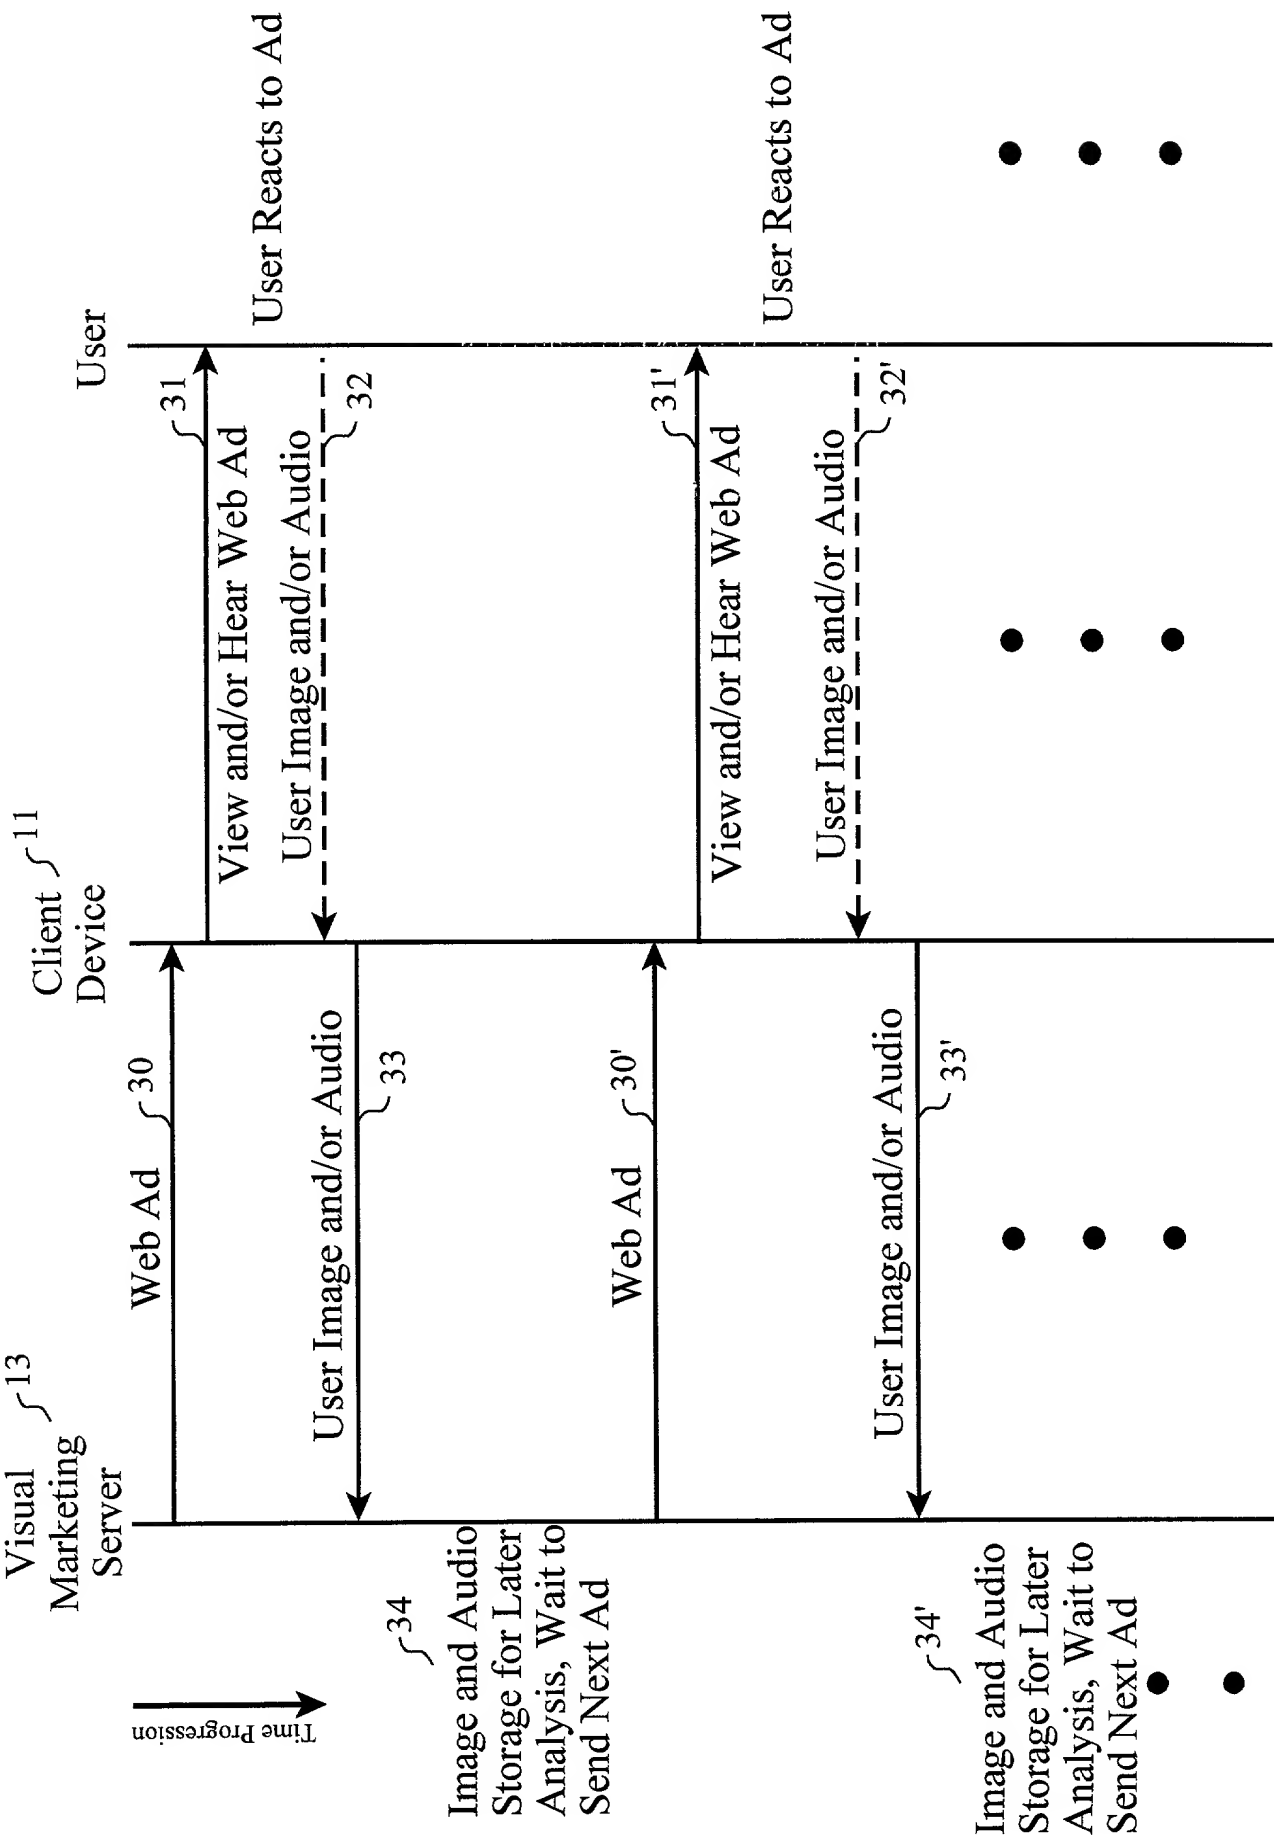 Time Progression
Visual
Marketing
Server
13
Client
Device
11
User
Web Ad
30
31
View and/or Hear Web Ad
User Reacts to Ad
User Image and/or Audio
32
User Image and/or Audio
33
34
Image and Audio
Storage for Later
Analysis, Wait to
Send Next Ad
Web Ad
30'
31'
View and/or Hear Web Ad
User Reacts to Ad
User Image and/or Audio
32'
User Image and/or Audio
33'
34'
Image and Audio
Storage for Later
Analysis, Wait to
Send Next Ad